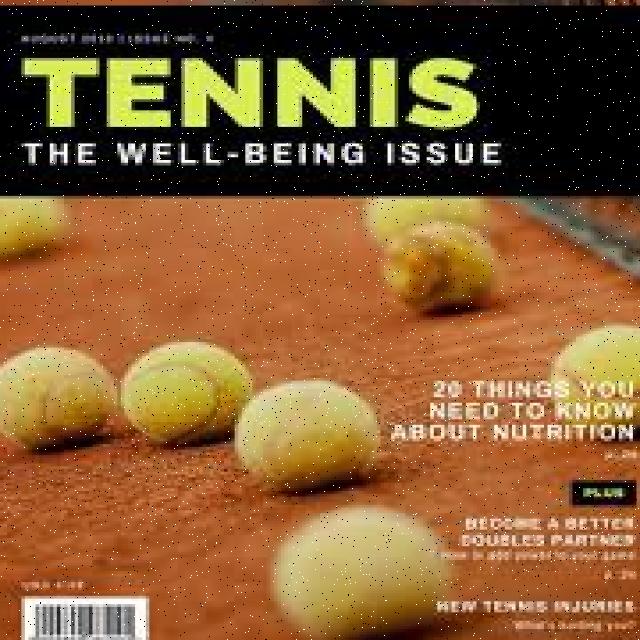 TENNIS
THE WELL-BEING ISSUE
20 THINGS YOU
NEED TO KNOW
ABOUT NUTRITION
PLUS
BECOME A BETTER
DOUBLES PARTNER
NEW TENNIS INJURIES